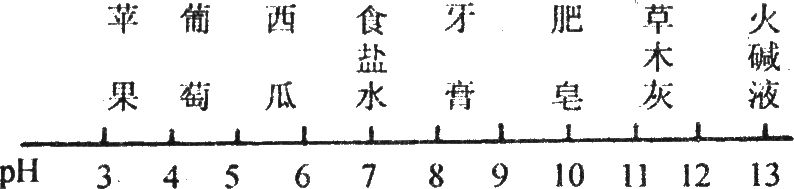 苹果 葡萄 西瓜 食盐水 牙膏 肥皂 草木灰 火碱液
pH 3 4 5 6 7 8 9 10 11 12 13